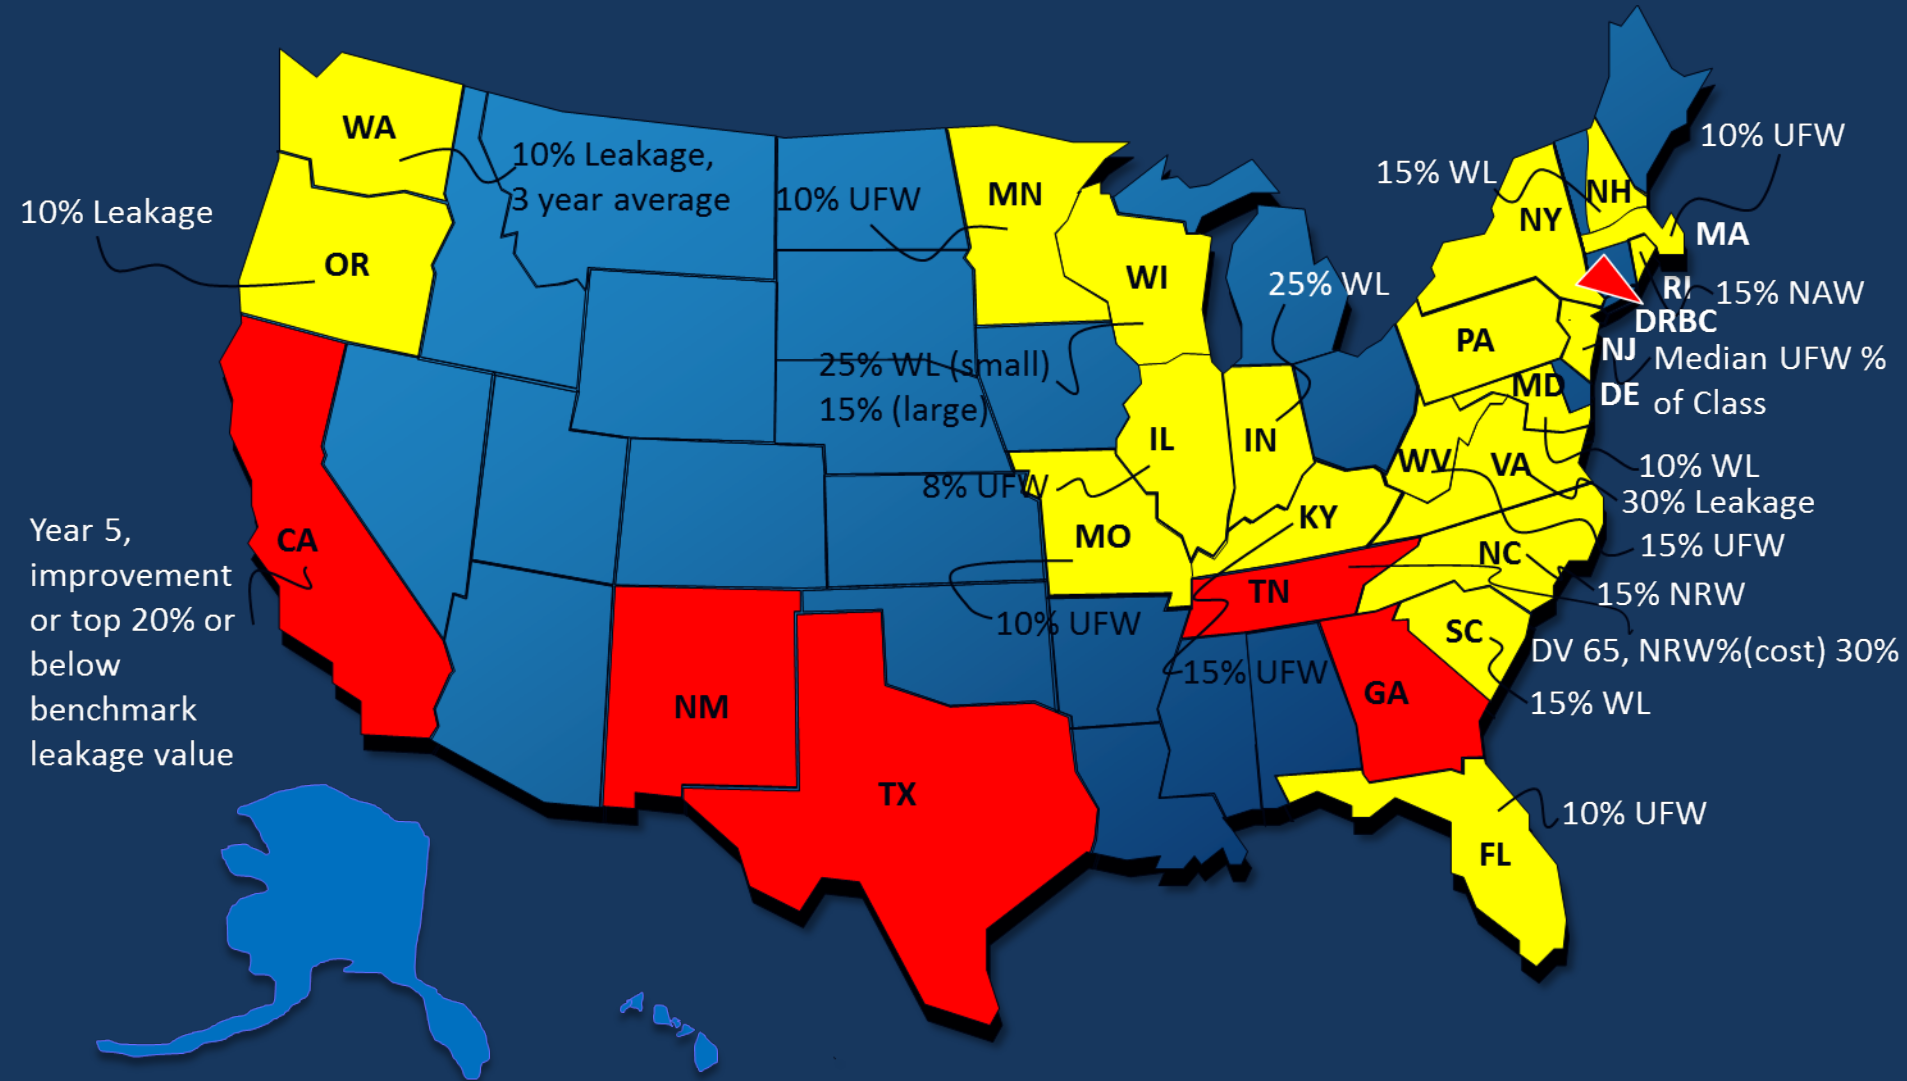 WA
10% Leakage,
3 year average
10% Leakage
OR
10% UFW
MN
WI
25% WL (small)
15% (large)
25% WL
15% WL
NH
NY
10% UFW
MA
RI
15% NAW
DRBC
PA
NJ
Median UFW %
of Class
MD
DE
IL
IN
WV
VA
10% WL
8% UFW
30% Leakage
MO
KY
15% UFW
CA
Year 5,
improvement
or top 20% or
below
benchmark
leakage value
NC
15% NRW
TN
10% UFW
SC
DV 65, NRW%(cost) 30%
15% UFW
GA
15% WL
NM
TX
10% UFW
FL